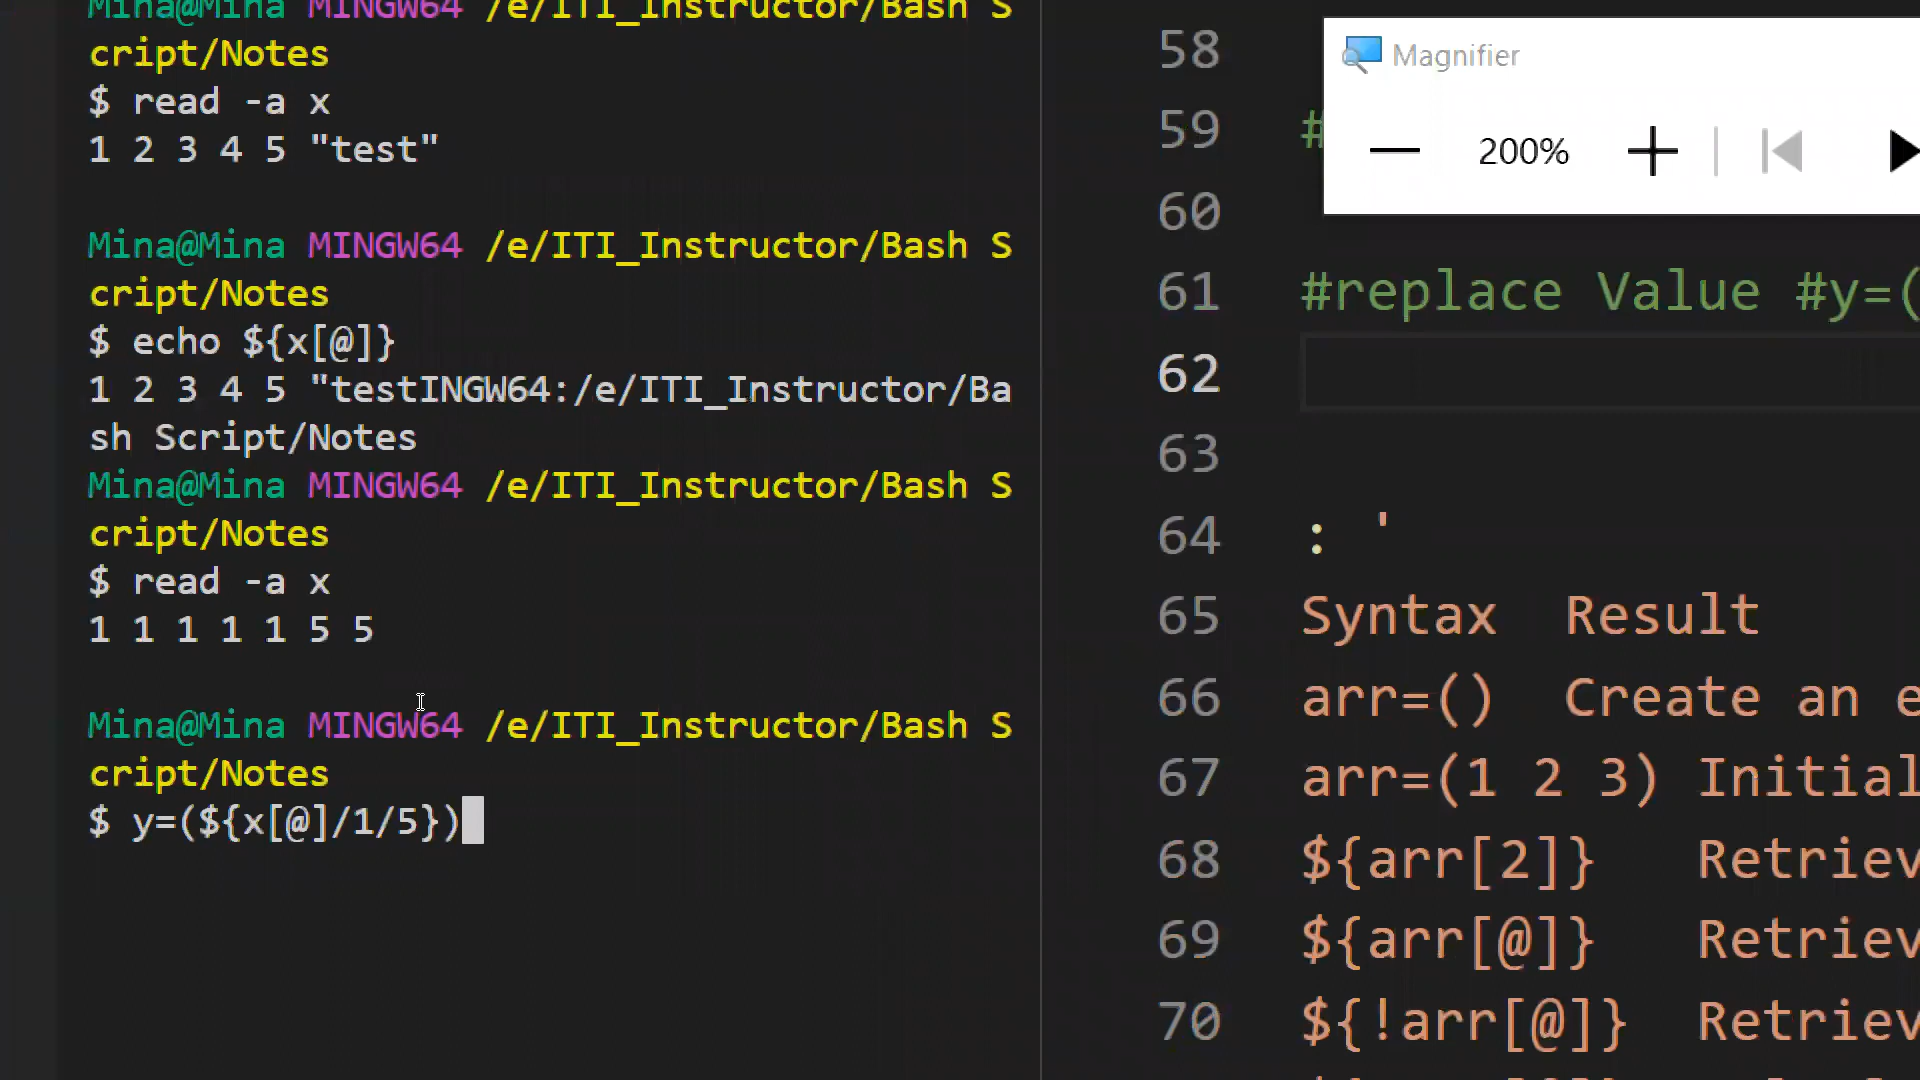 Mina@Mina MINGW64 /e/ITI_Instructor/Bash S
cript/Notes
$ read -a x
1 2 3 4 5 "test"
Mina@Mina MINGW64 /e/ITI_Instructor/Bash S
cript/Notes
$ echo ${x[@]}
1 2 3 4 5 "testINGW64:/e/ITI_Instructor/Ba
sh Script/Notes
Mina@Mina MINGW64 /e/ITI_Instructor/Bash S
cript/Notes
$ read -a x
1 1 1 1 1 5 5
Mina@Mina MINGW64 /e/ITI_Instructor/Bash S
cript/Notes
$ y=(${x[@]/1/5})
58
59 #
60
61 #replace Value #y=(
62
63
64 : '
65 Syntax Result
66 arr=() Create an e
67 arr=(1 2 3) Initial
68 ${arr[2]} Retriev
69 ${arr[@]} Retriev
70 ${!arr[@]} Retriev
Magnifier
200%